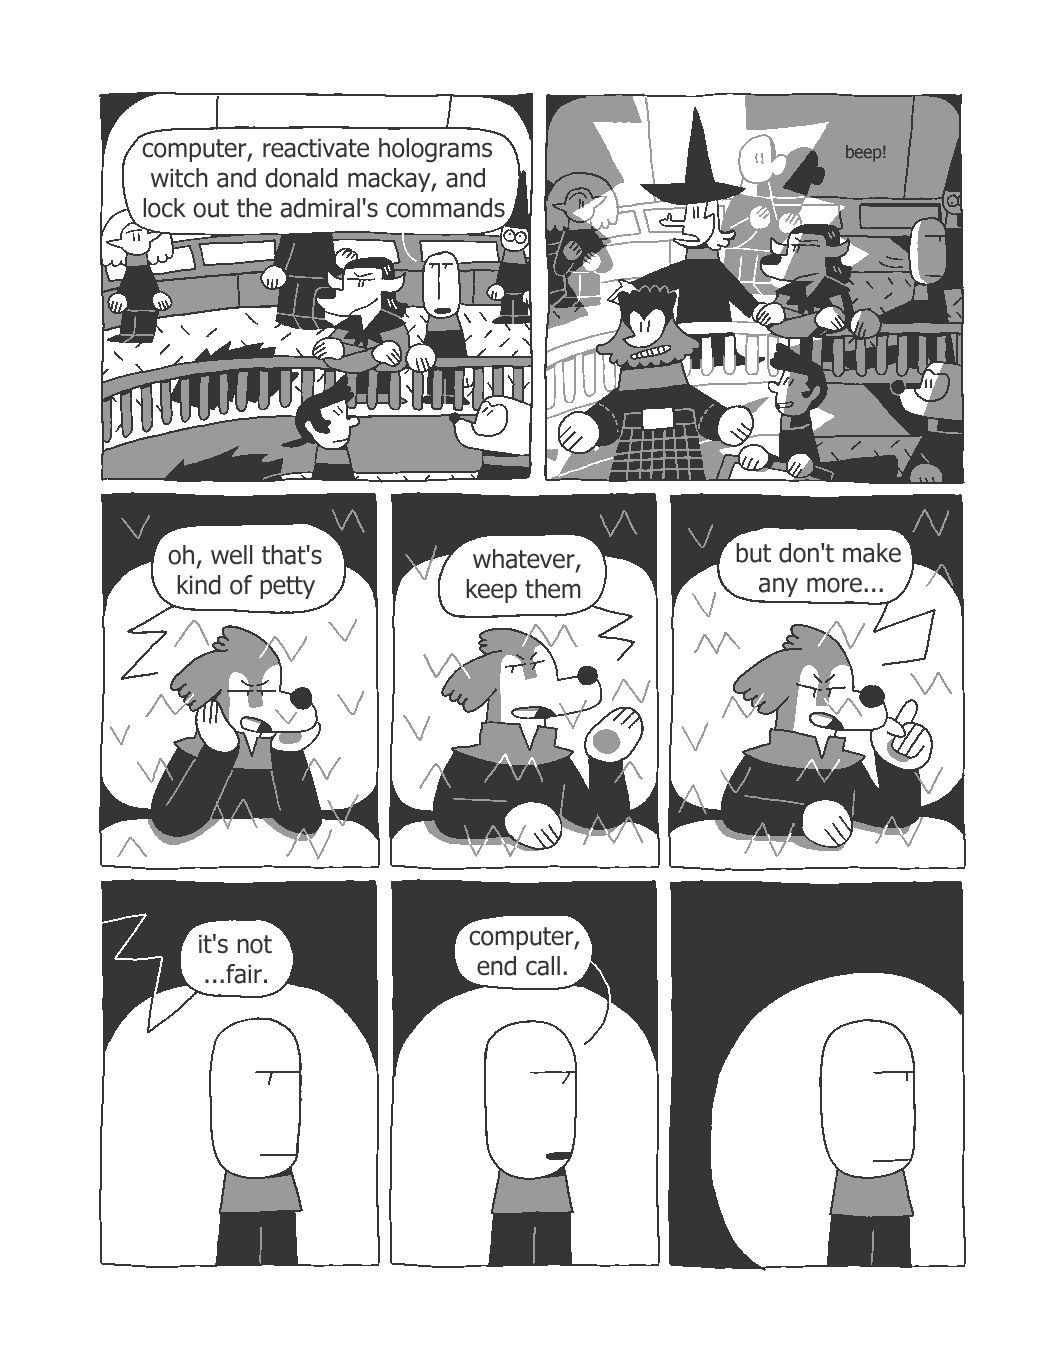 computer, reactivate holograms
witch and donald mackay, and
lock out the admiral's commands
beep!
oh, well that's
kind of petty
whatever,
keep them
but don't make
any more...
it's not
...fair.
computer,
end call.